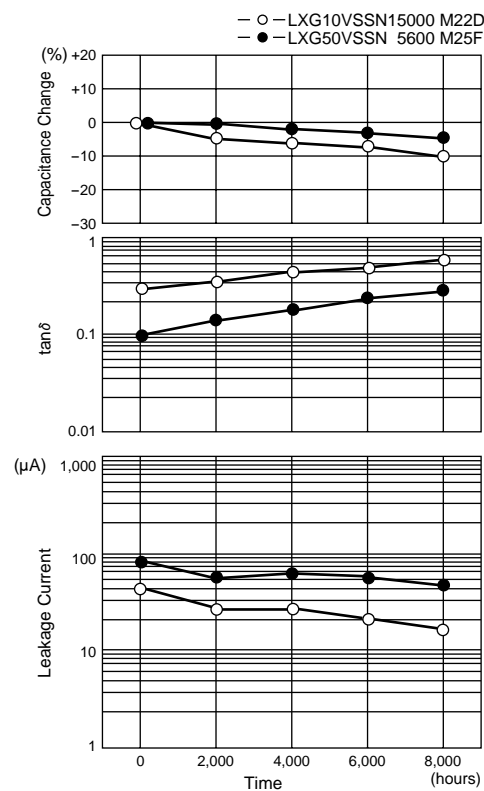 LXG10VSSN15000 M22D
LXG50VSSN 5600 M25F
(%)
+20
+10
0
−10
−20
−30
Capacitance Change
1
0.1
0.01
tanδ
(µA)
1,000
100
10
1
Leakage Current
0 2,000 4,000 6,000 8,000
Time (hours)